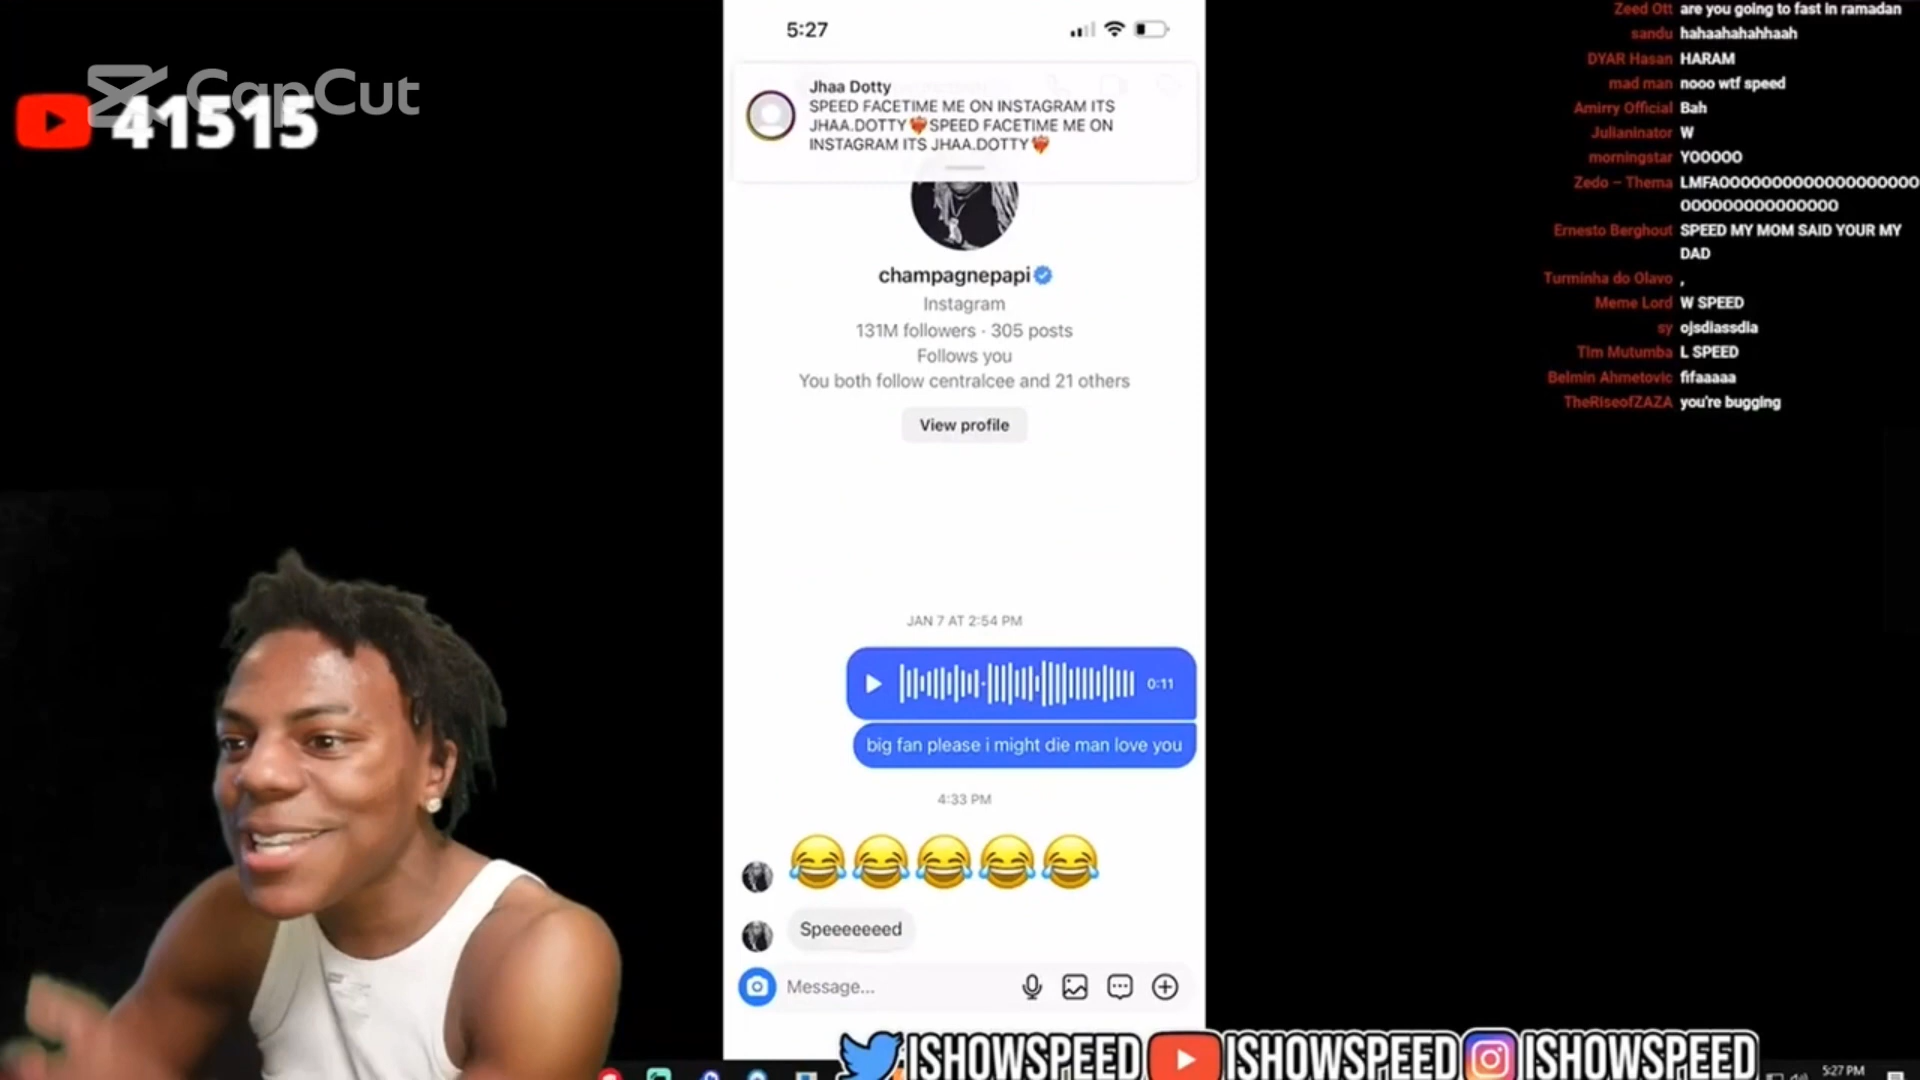 5:27
CapCut
41515
Jhaa Dotty
SPEED FACETIME ME ON INSTAGRAM ITS
JHAA.DOTTY❤️‍🔥SPEED FACETIME ME ON
INSTAGRAM ITS JHAA.DOTTY❤️‍🔥
champagnepapi
Instagram
131M followers · 305 posts
Follows you
You both follow centralcee and 21 others
View profile
JAN 7 AT 2:54 PM
0:11
big fan please i might die man love you
4:33 PM
😂😂😂😂😂
Speeeeeeed
Message...
Zeed Ott are you going to fast in ramadan
sandu hahaahahahhaah
DYAR Hasan HARAM
mad man nooo wtf speed
Amirry Official Bah
Julianinator W
morningstar YOOOOO
Zedo – Thema LMFAOOOOOOOOOOOOOOOOOOO
OOOOOOOOOOOOOOO
Ernesto Berghout SPEED MY MOM SAID YOUR MY
DAD
Turminha do Olavo ,
Meme Lord W SPEED
sy ojsdiassdia
Tim Mutumba L SPEED
Belmin Ahmetovic fifaaaaa
TheRiseofZAZA you're bugging
ISHOWSPEED ISHOWSPEED ISHOWSPEED
5:27 PM